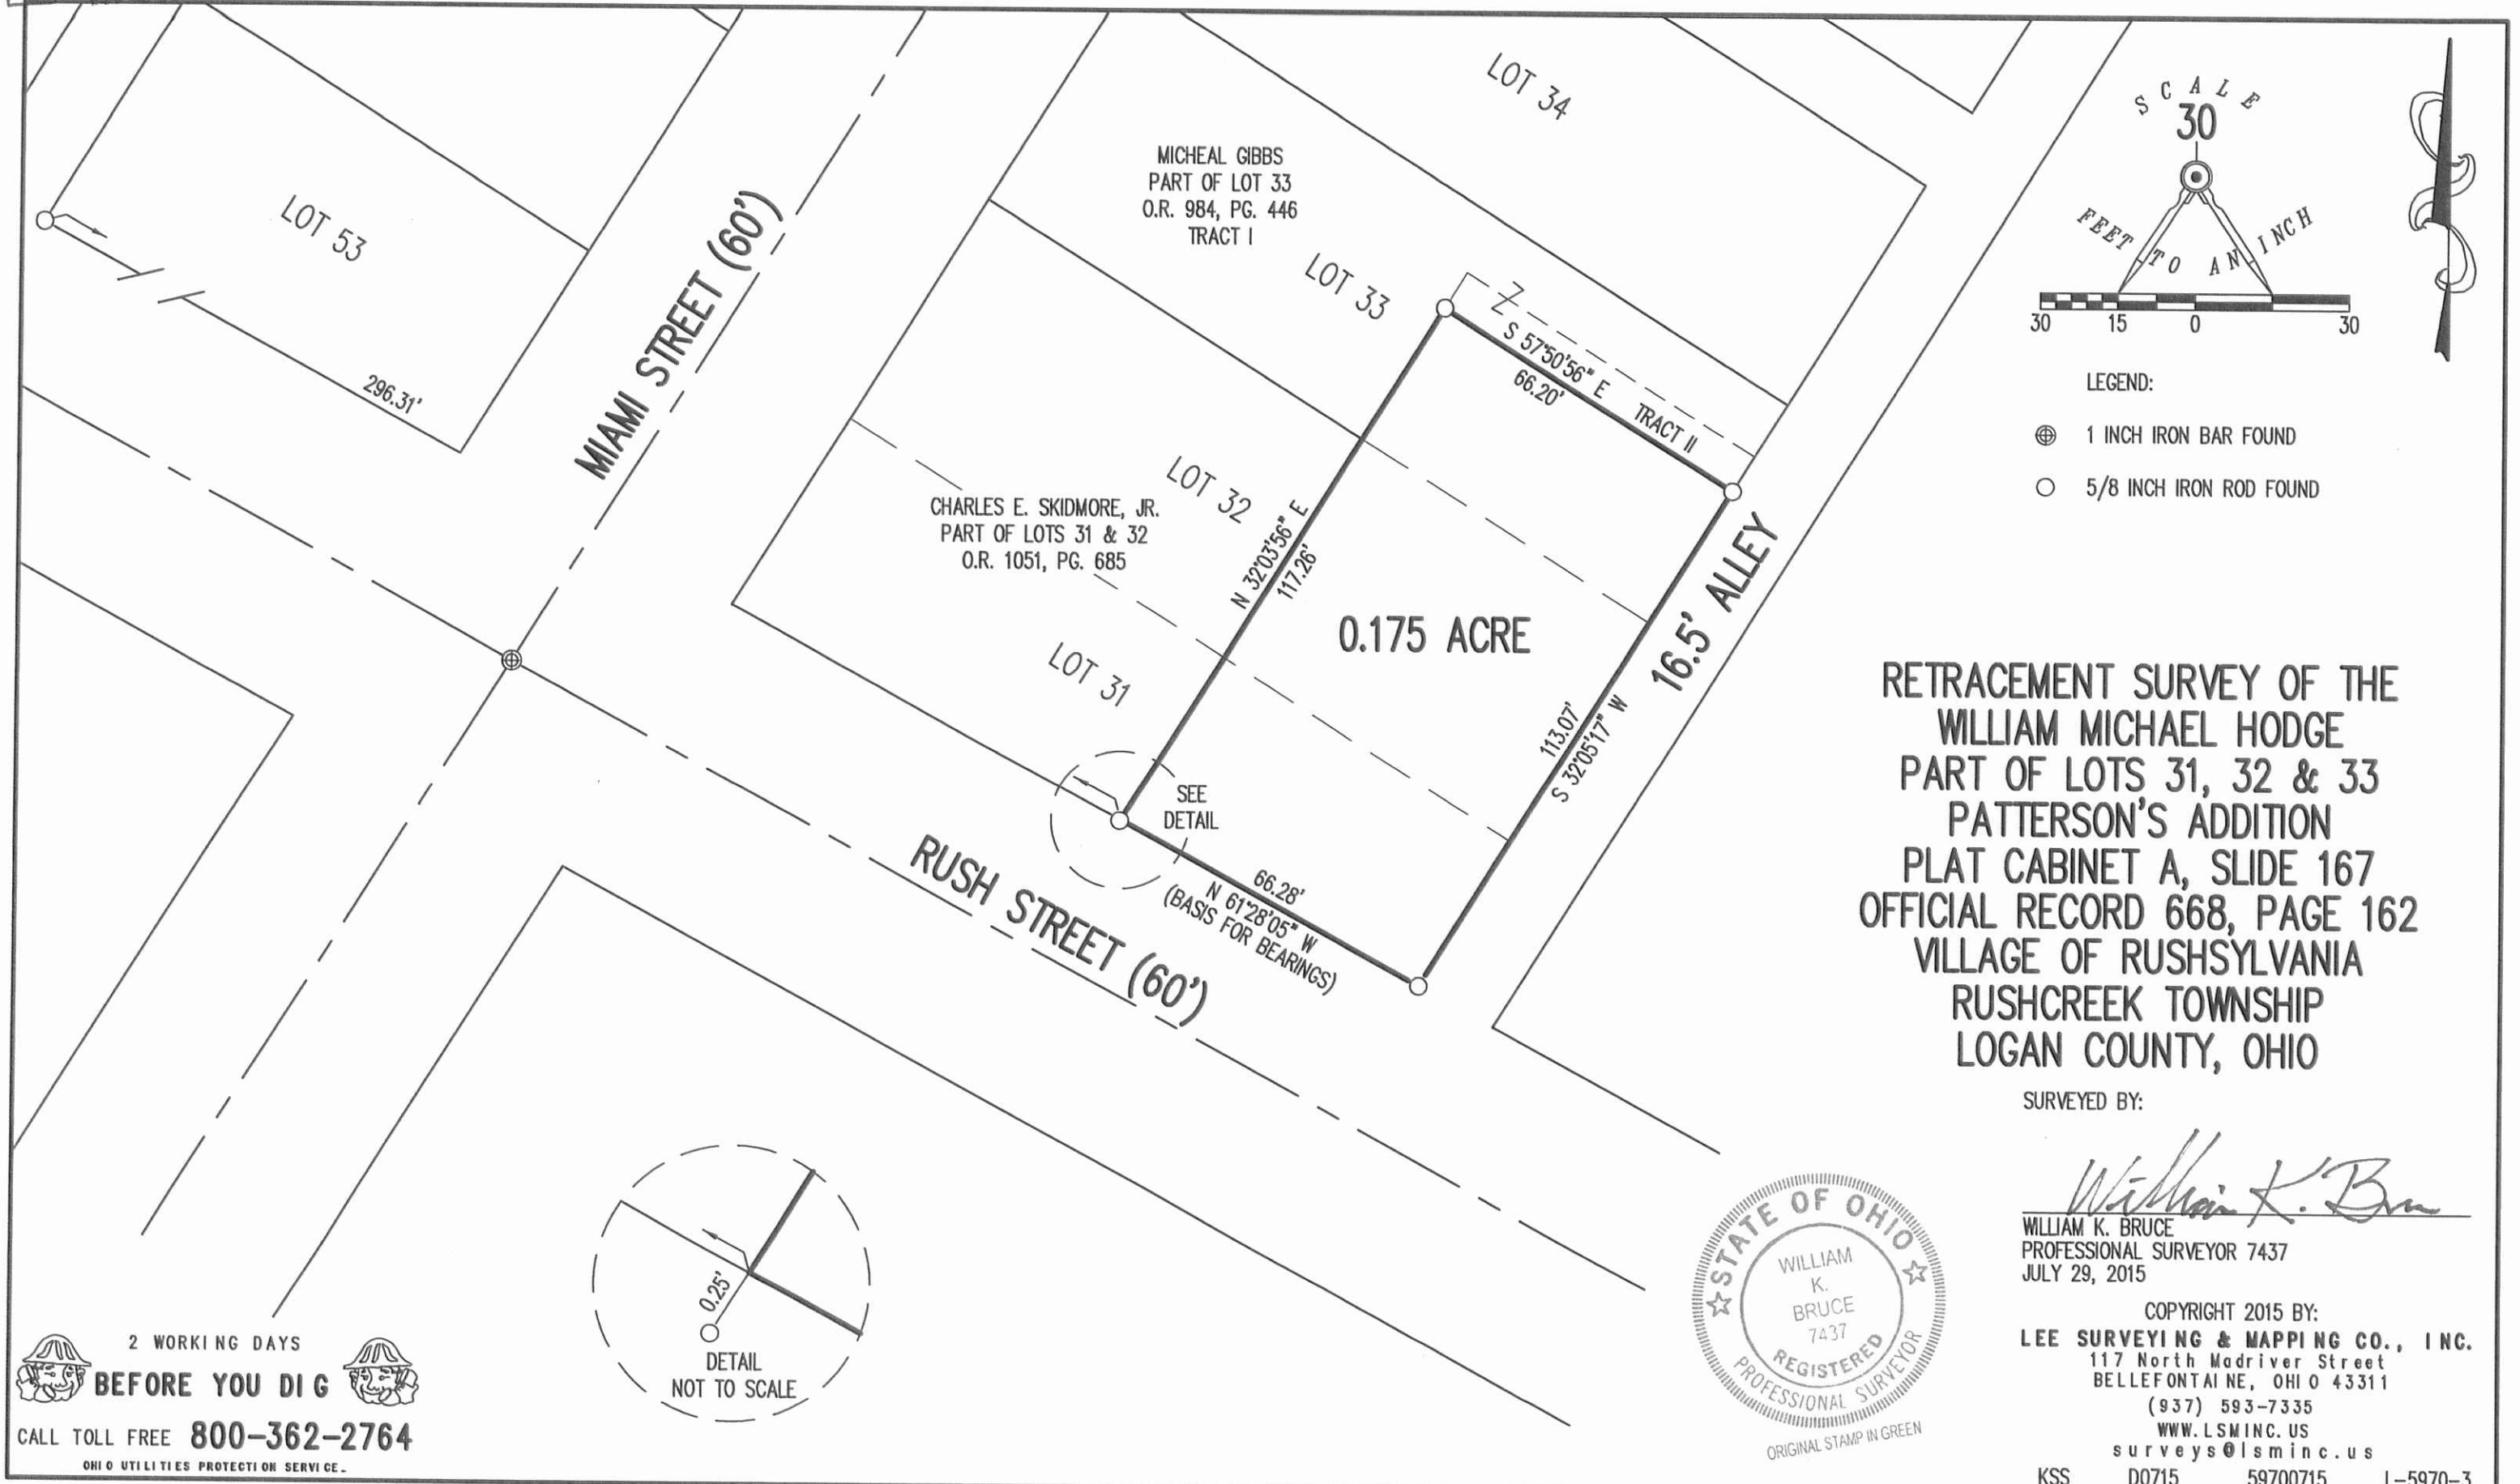 LOT 34
MICHEAL GIBBS
PART OF LOT 33
O.R. 984, PG. 446
TRACT I
LOT 33
LOT 53
296.31'
MIAMI STREET (60')
S 57°50'56" E
66.20'
TRACT II
LOT 32
CHARLES E. SKIDMORE, JR.
PART OF LOTS 31 & 32
O.R. 1051, PG. 685
N 32°03'56" E
117.26'
0.175 ACRE
16.5' ALLEY
113.07'
S 32°05'17" W
LOT 31
SEE
DETAIL
66.28'
N 61°28'05" W
(BASIS FOR BEARINGS)
RUSH STREET (60')
0.25'
DETAIL
NOT TO SCALE
2 WORKING DAYS
BEFORE YOU DIG
CALL TOLL FREE 800-362-2764
OHIO UTILITIES PROTECTION SERVICE.
SCALE
30
FEET TO AN INCH
30 15 0 30
LEGEND:
1 INCH IRON BAR FOUND
5/8 INCH IRON ROD FOUND
RETRACEMENT SURVEY OF THE
WILLIAM MICHAEL HODGE
PART OF LOTS 31, 32 & 33
PATTERSON'S ADDITION
PLAT CABINET A, SLIDE 167
OFFICIAL RECORD 668, PAGE 162
VILLAGE OF RUSHSYLVANIA
RUSHCREEK TOWNSHIP
LOGAN COUNTY, OHIO
SURVEYED BY:
William K. Bruce
WILLIAM K. BRUCE
PROFESSIONAL SURVEYOR 7437
JULY 29, 2015
STATE OF OHIO
WILLIAM
K.
BRUCE
7437
REGISTERED
PROFESSIONAL SURVEYOR
ORIGINAL STAMP IN GREEN
COPYRIGHT 2015 BY:
LEE SURVEYING & MAPPING CO., INC.
117 North Madriver Street
BELLEFONTAINE, OHIO 43311
(937) 593-7335
WWW.LSMINC.US
surveys@lsminc.us
KSS D0715 59700715 L-5970-3